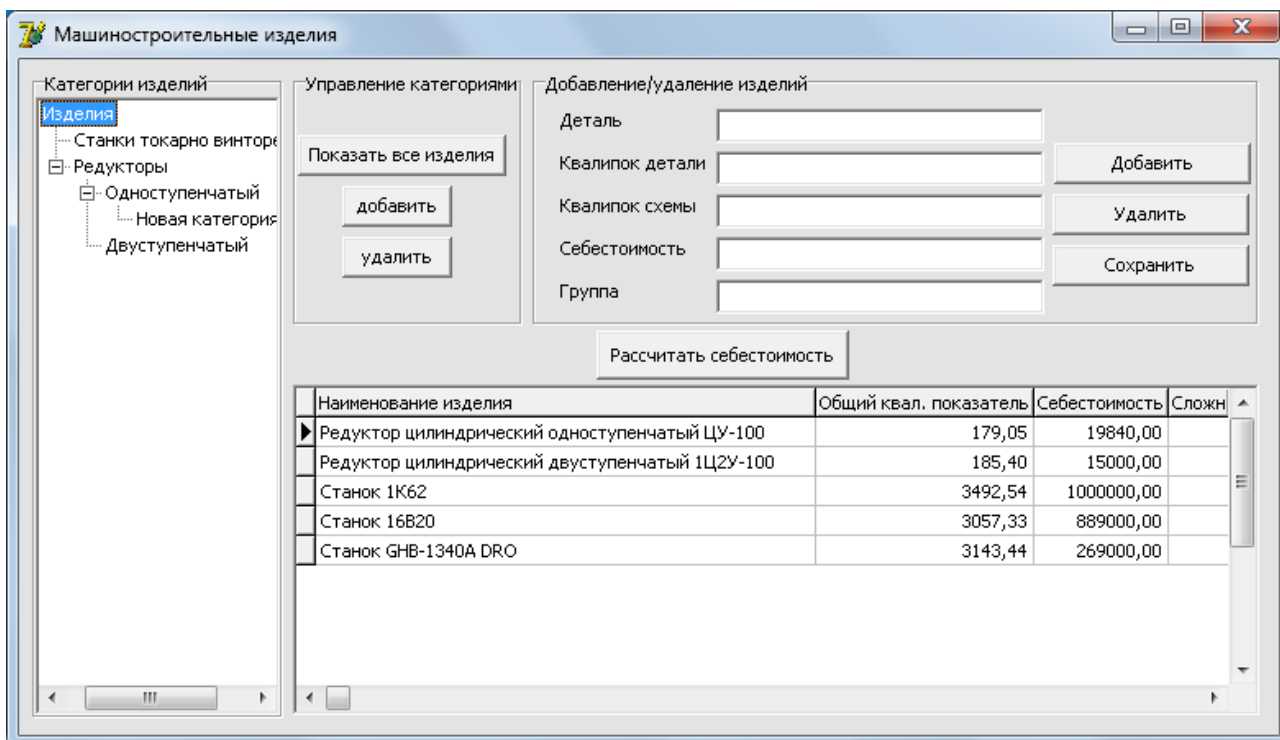 Машиностроительные изделия
Категории изделий
Изделия
Станки токарно винторе
Редукторы
Одноступенчатый
Новая категория
Двуступенчатый
Управление категориями
Показать все изделия
добавить
удалить
Добавление/удаление изделий
Деталь
Квалипок детали
Квалипок схемы
Себестоимость
Группа
Добавить
Удалить
Сохранить
Рассчитать себестоимость
Наименование изделия Общий квал. показатель Себестоимость Сложн
Редуктор цилиндрический одноступенчатый ЦУ-100 179,05 19840,00
Редуктор цилиндрический двуступенчатый 1Ц2У-100 185,40 15000,00
Станок 1К62 3492,54 1000000,00
Станок 16В20 3057,33 889000,00
Станок GHB-1340A DRO 3143,44 269000,00